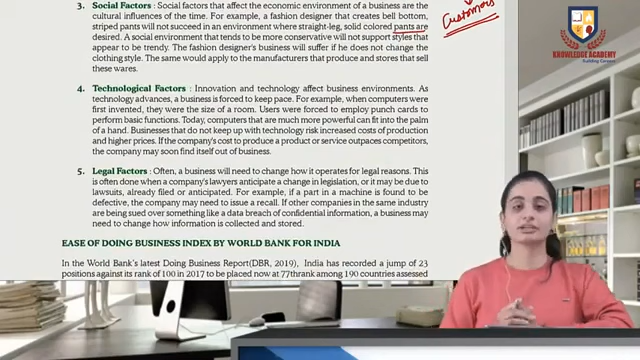 3. Social Factors : Social factors that affect the economic environment of a business are the
cultural influences of the time. For example, a fashion designer that creates bell bottom,
striped pants will not succeed in an environment where straight-leg, solid colored pants are
desired. A social environment that tends to be more conservative will not support styles that
appear to be trendy. The fashion designer's business will suffer if he does not change the
clothing style. The same would apply to the manufacturers that produce and stores that sell
these wares.
Customers
KNOWLEDGE ACADEMY
Building Career
4. Technological Factors : Innovation and technology affect business environments. As
technology advances, a business is forced to keep pace. For example, when computers were
first invented, they were the size of a room. Users were forced to employ punch cards to
perform basic functions. Today, computers that are much more powerful can fit into the palm
of a hand. Businesses that do not keep up with technology risk increased costs of production
and higher prices. If the company's cost to produce a product or service outpaces competitors,
the company may soon find itself out of business.
5. Legal Factors : Often, a business will need to change how it operates for legal reasons. This
is often done when a company's lawyers anticipate a change in legislation, or it may be due to
lawsuits, already filed or anticipated. For example, if a part in a machine is found to be
defective, the company may need to issue a recall. If other companies in the same industry
are being sued over something like a data breach of confidential information, a business may
need to change how information is collected and stored.
EASE OF DOING BUSINESS INDEX BY WORLD BANK FOR INDIA
In the World Bank's latest Doing Business Report(DBR, 2019), India has recorded a jump of 23
positions against its rank of 100 in 2017 to be placed now at 77thrank among 190 countries assessed